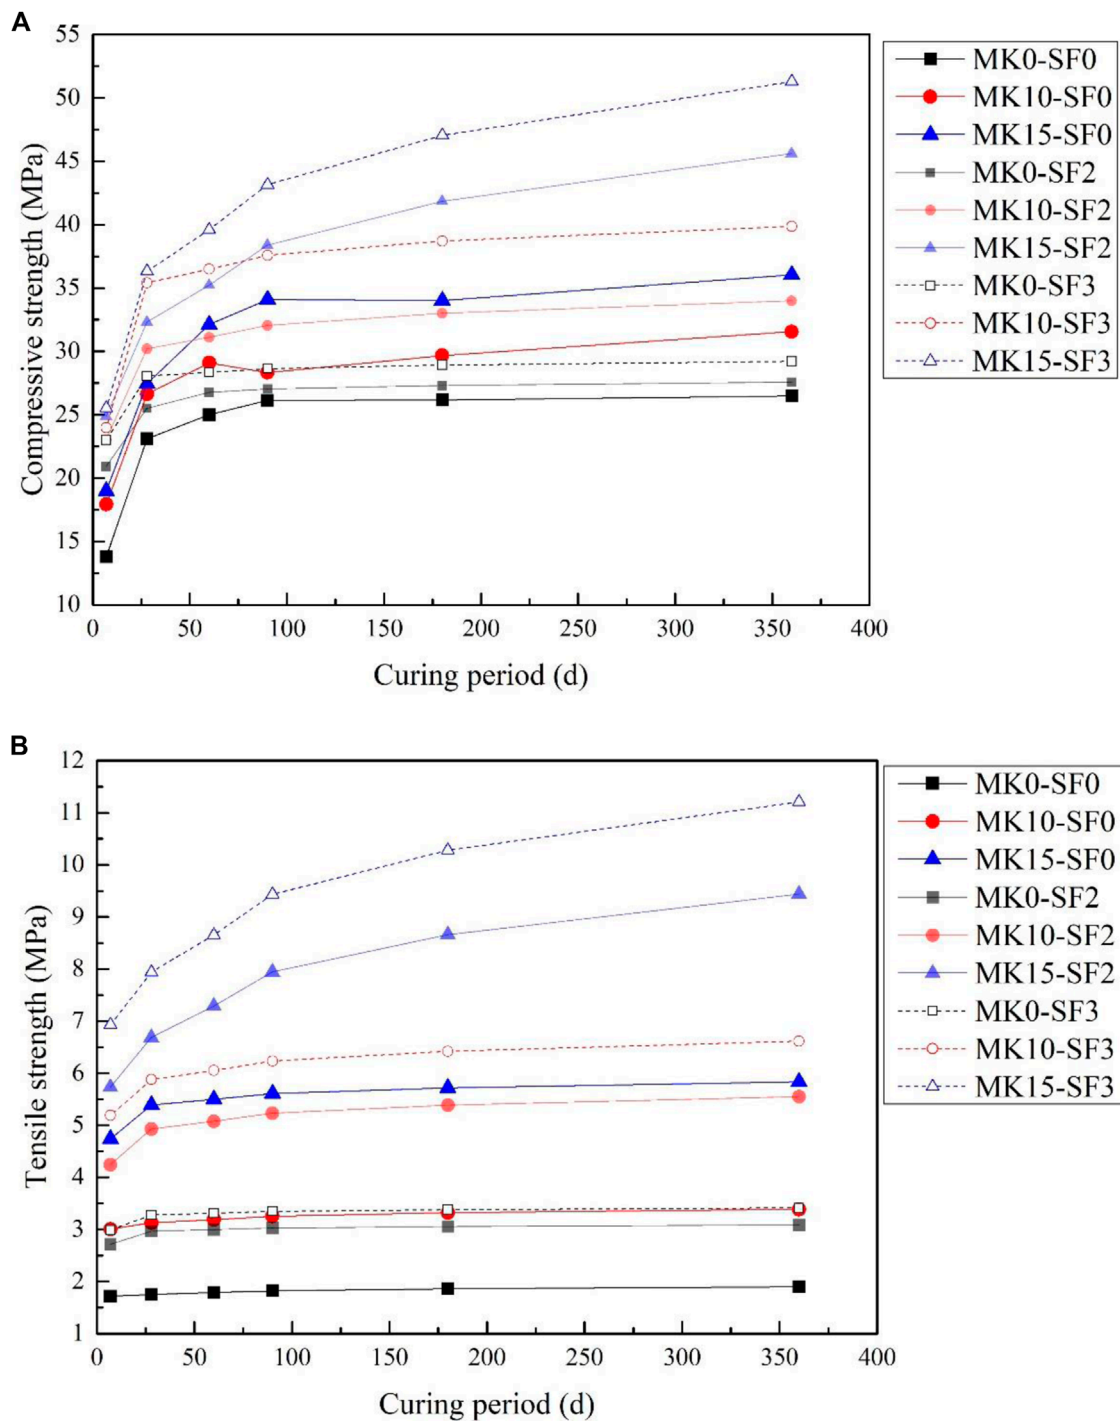 A
55
50
45
40
35
30
25
20
15
10
0
50
100
150
200
250
300
350
400
Compressive strength (MPa)
Curing period (d)
MK0-SF0
MK10-SF0
MK15-SF0
MK0-SF2
MK10-SF2
MK15-SF2
MK0-SF3
MK10-SF3
MK15-SF3
B
12
11
10
9
8
7
6
5
4
3
2
1
0
50
100
150
200
250
300
350
400
Tensile strength (MPa)
Curing period (d)
MK0-SF0
MK10-SF0
MK15-SF0
MK0-SF2
MK10-SF2
MK15-SF2
MK0-SF3
MK10-SF3
MK15-SF3